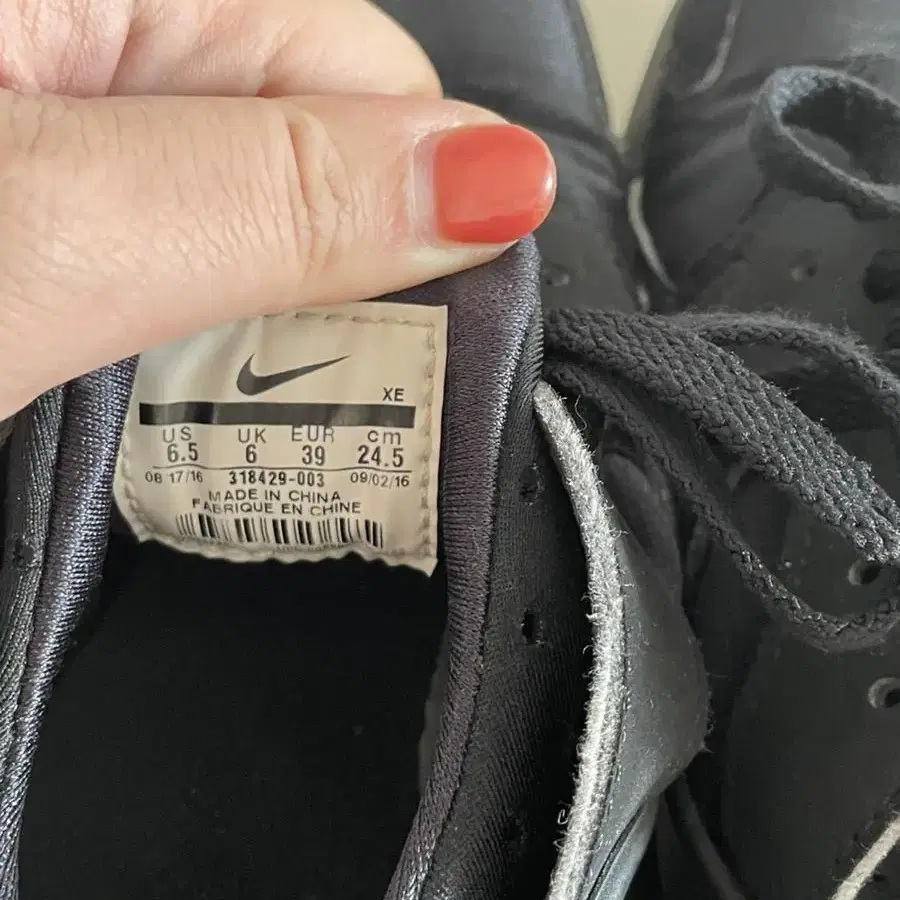 XE
US UK EUR cm
6.5 6 39 24.5
08 17/16 318429-003 09/02/16
MADE IN CHINA
FABRIQUE EN CHINE